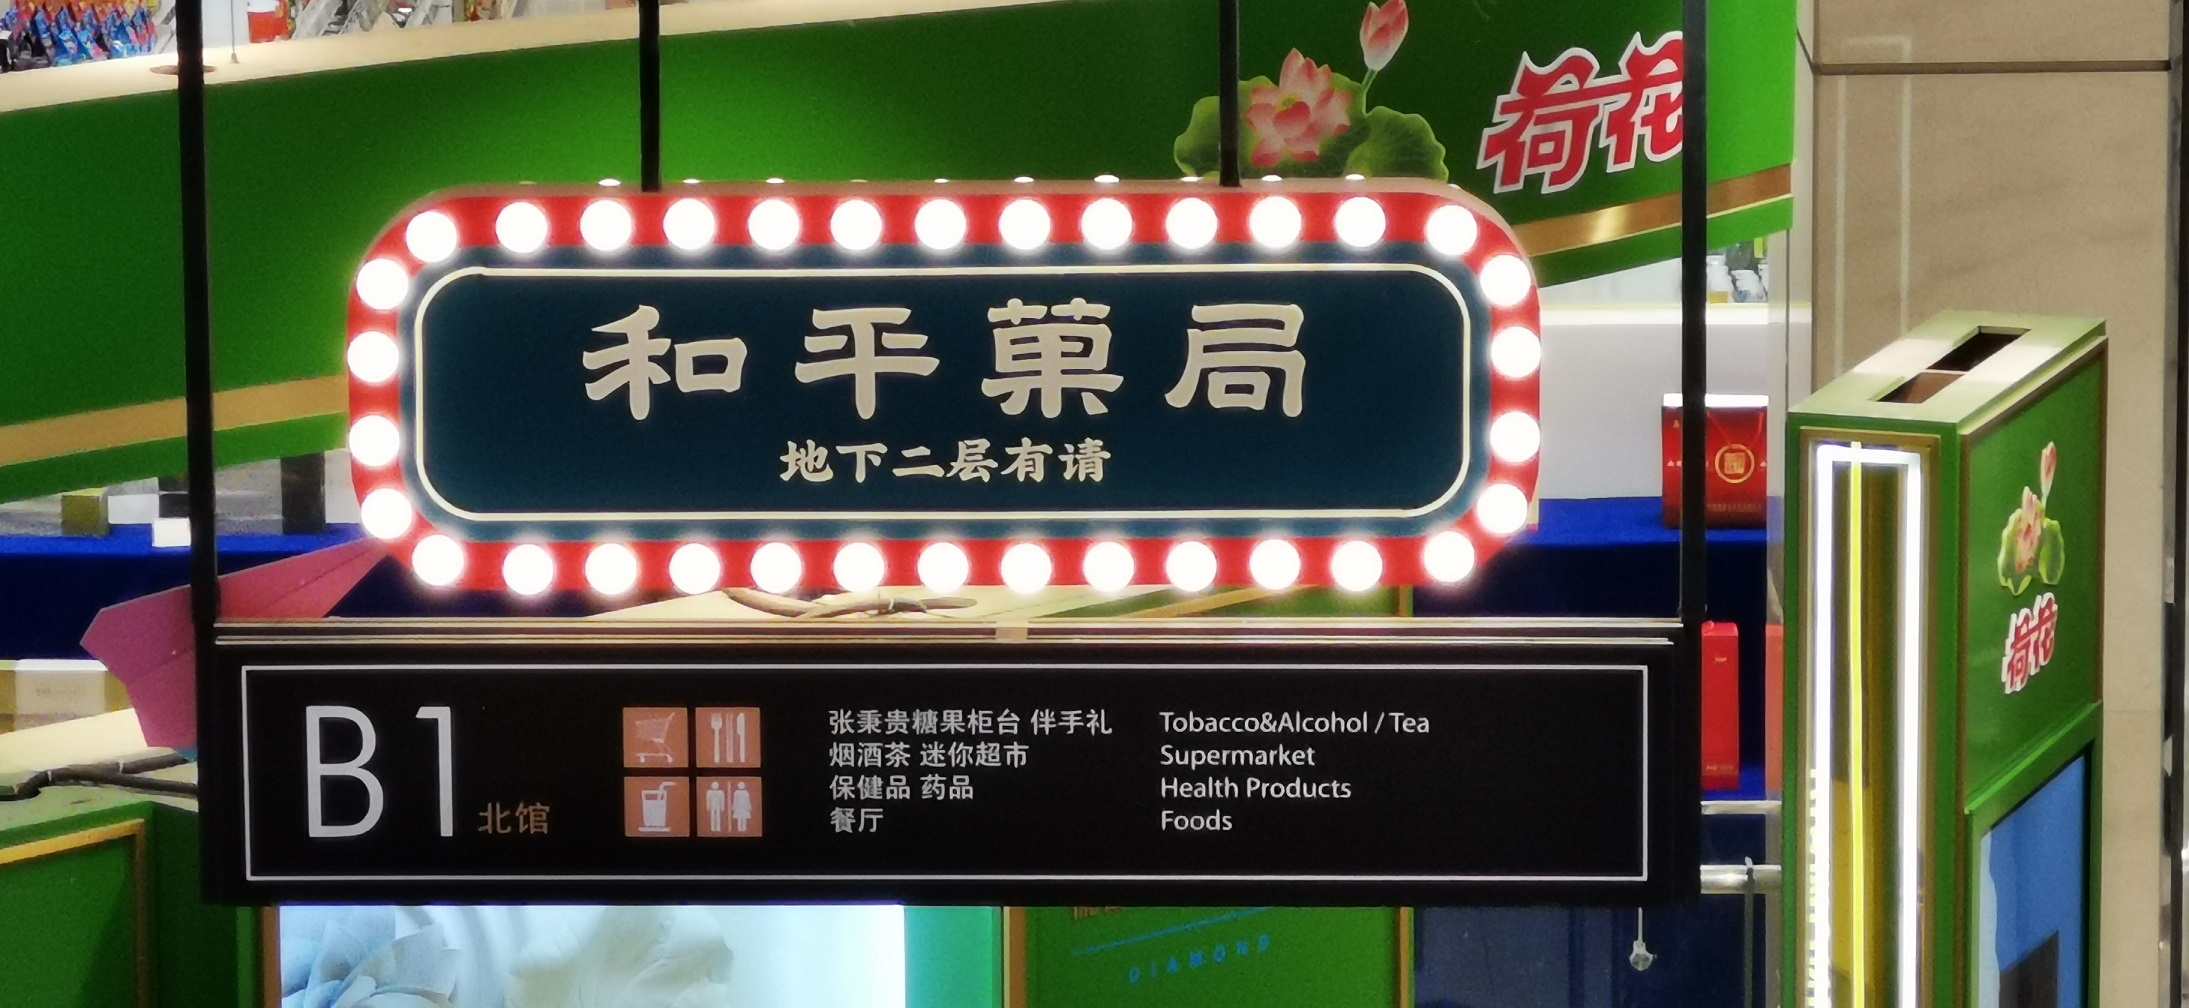 荷花
和平菓局
地下二层有请
B1 北馆
张秉贵糖果柜台 伴手礼
烟酒茶 迷你超市
保健品 药品
餐厅
Tobacco&Alcohol / Tea
Supermarket
Health Products
Foods
荷花
DIAMOND